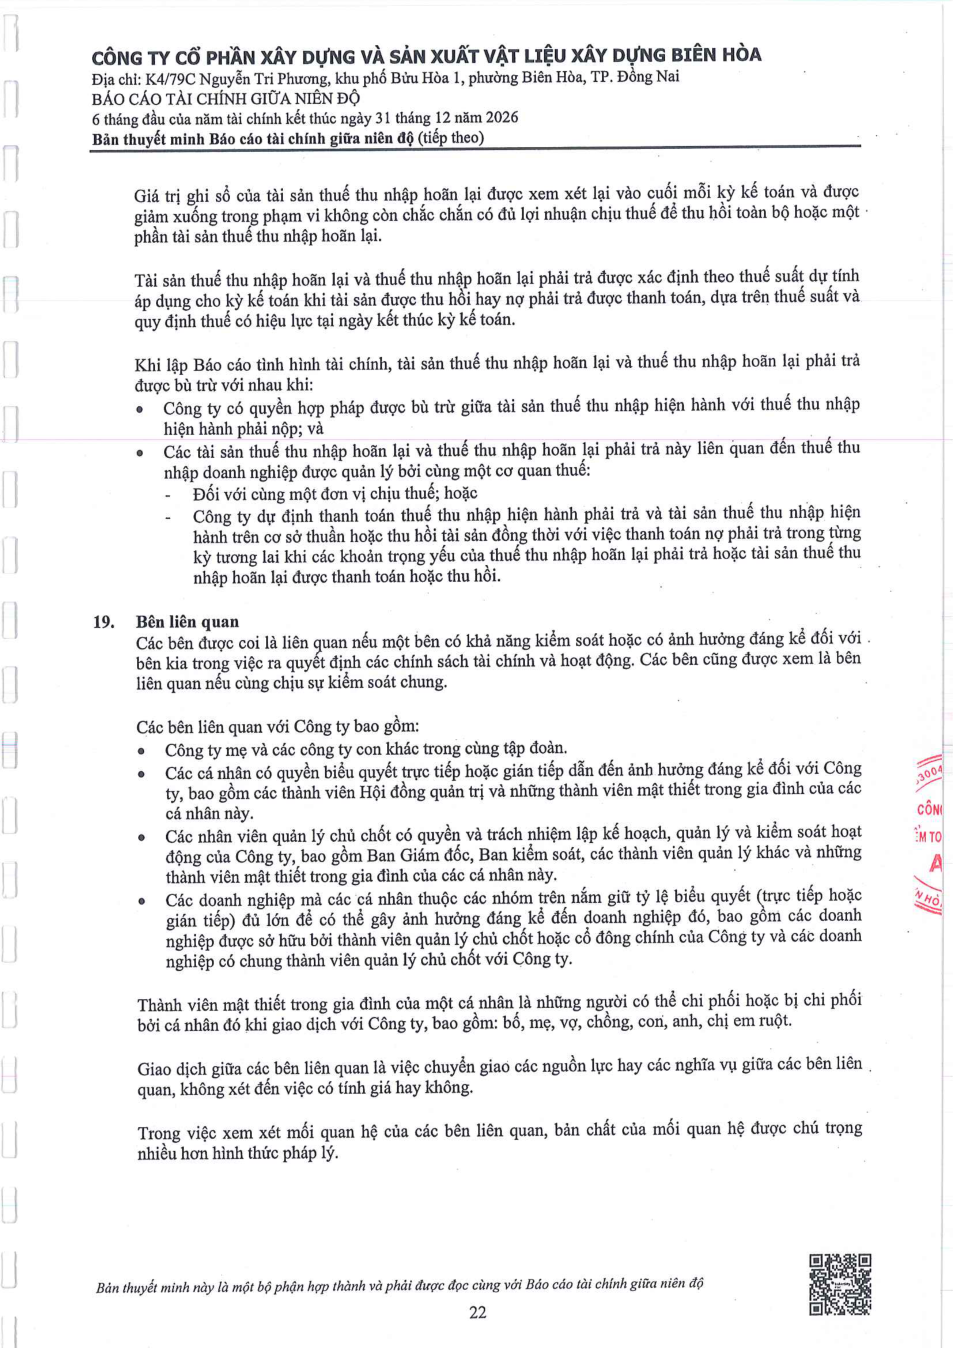 CÔNG TY CỔ PHẦN XÂY DỰNG VÀ SẢN XUẤT VẬT LIỆU XÂY DỰNG BIÊN HÒA
Địa chỉ: K4/79C Nguyễn Tri Phương, khu phố Bửu Hòa 1, phường Biên Hòa, TP. Đồng Nai
BÁO CÁO TÀI CHÍNH GIỮA NIÊN ĐỘ
6 tháng đầu của năm tài chính kết thúc ngày 31 tháng 12 năm 2026
Bản thuyết minh Báo cáo tài chính giữa niên độ (tiếp theo)
Giá trị ghi sổ của tài sản thuế thu nhập hoãn lại được xem xét lại vào cuối mỗi kỳ kế toán và được
giảm xuống trong phạm vi không còn chắc chắn có đủ lợi nhuận chịu thuế để thu hồi toàn bộ hoặc một
phần tài sản thuế thu nhập hoãn lại.
Tài sản thuế thu nhập hoãn lại và thuế thu nhập hoãn lại phải trả được xác định theo thuế suất dự tính
áp dụng cho kỳ kế toán khi tài sản được thu hồi hay nợ phải trả được thanh toán, dựa trên thuế suất và
quy định thuế có hiệu lực tại ngày kết thúc kỳ kế toán.
Khi lập Báo cáo tình hình tài chính, tài sản thuế thu nhập hoãn lại và thuế thu nhập hoãn lại phải trả
được bù trừ với nhau khi:
• Công ty có quyền hợp pháp được bù trừ giữa tài sản thuế thu nhập hiện hành với thuế thu nhập
hiện hành phải nộp; và
• Các tài sản thuế thu nhập hoãn lại và thuế thu nhập hoãn lại phải trả này liên quan đến thuế thu
nhập doanh nghiệp được quản lý bởi cùng một cơ quan thuế:
- Đối với cùng một đơn vị chịu thuế; hoặc
- Công ty dự định thanh toán thuế thu nhập hiện hành phải trả và tài sản thuế thu nhập hiện
hành trên cơ sở thuần hoặc thu hồi tài sản đồng thời với việc thanh toán nợ phải trả trong từng
kỳ tương lai khi các khoản trọng yếu của thuế thu nhập hoãn lại phải trả hoặc tài sản thuế thu
nhập hoãn lại được thanh toán hoặc thu hồi.
19. Bên liên quan
Các bên được coi là liên quan nếu một bên có khả năng kiểm soát hoặc có ảnh hưởng đáng kể đối với
bên kia trong việc ra quyết định các chính sách tài chính và hoạt động. Các bên cũng được xem là bên
liên quan nếu cùng chịu sự kiểm soát chung.
Các bên liên quan với Công ty bao gồm:
• Công ty mẹ và các công ty con khác trong cùng tập đoàn.
• Các cá nhân có quyền biểu quyết trực tiếp hoặc gián tiếp dẫn đến ảnh hưởng đáng kể đối với Công
ty, bao gồm các thành viên Hội đồng quản trị và những thành viên mật thiết trong gia đình của các
cá nhân này.
• Các nhân viên quản lý chủ chốt có quyền và trách nhiệm lập kế hoạch, quản lý và kiểm soát hoạt
động của Công ty, bao gồm Ban Giám đốc, Ban kiểm soát, các thành viên quản lý khác và những
thành viên mật thiết trong gia đình của các cá nhân này.
• Các doanh nghiệp mà các cá nhân thuộc các nhóm trên nắm giữ tỷ lệ biểu quyết (trực tiếp hoặc
gián tiếp) đủ lớn để có thể gây ảnh hưởng đáng kể đến doanh nghiệp đó, bao gồm các doanh
nghiệp được sở hữu bởi thành viên quản lý chủ chốt hoặc cổ đông chính của Công ty và các doanh
nghiệp có chung thành viên quản lý chủ chốt với Công ty.
Thành viên mật thiết trong gia đình của một cá nhân là những người có thể chi phối hoặc bị chi phối
bởi cá nhân đó khi giao dịch với Công ty, bao gồm: bố, mẹ, vợ, chồng, con, anh, chị em ruột.
Giao dịch giữa các bên liên quan là việc chuyển giao các nguồn lực hay các nghĩa vụ giữa các bên liên
quan, không xét đến việc có tính giá hay không.
Trong việc xem xét mối quan hệ của các bên liên quan, bản chất của mối quan hệ được chú trọng
nhiều hơn hình thức pháp lý.
Bản thuyết minh này là một bộ phận hợp thành và phải được đọc cùng với Báo cáo tài chính giữa niên độ
22